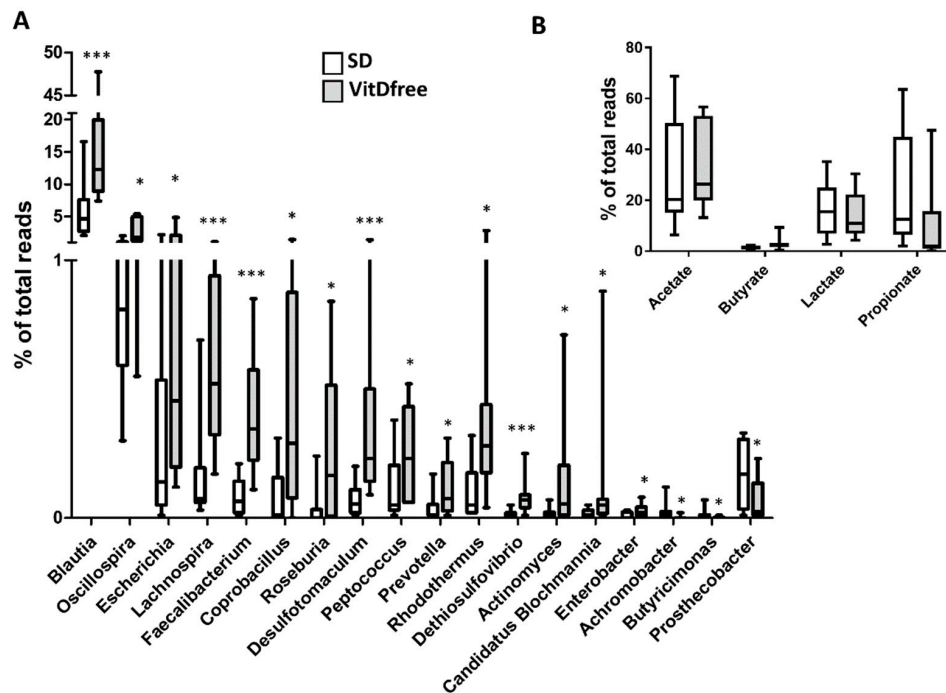 A
B
SD
VitDfree
% of total reads
50
45
21
20
15
10
5
1
0
***
*
*
***
***
*
*
***
*
*
*
***
*
*
*
*
*
*
Blautia
Oscillospira
Escherichia
Lachnospira
Faecalibacterium
Coprobacillus
Roseburia
Desulfotomaculum
Peptococcus
Prevotella
Rhodothermus
Dethiosulfovibrio
Actinomyces
Candidatus Blochmannia
Enterobacter
Achromobacter
Butyricimonas
Prosthecobacter
% of total reads
80
60
40
20
0
Acetate
Butyrate
Lactate
Propionate